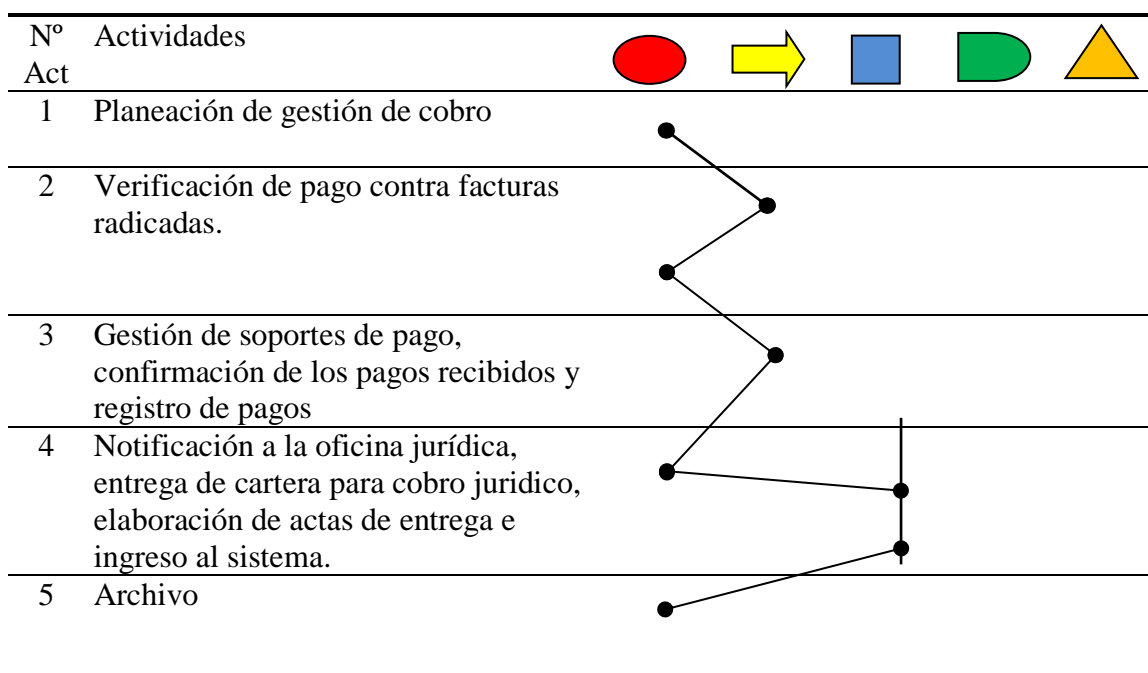 Nº Actividades
Act
1 Planeación de gestión de cobro
2 Verificación de pago contra facturas
radicadas.
3 Gestión de soportes de pago,
confirmación de los pagos recibidos y
registro de pagos
4 Notificación a la oficina jurídica,
entrega de cartera para cobro juridico,
elaboración de actas de entrega e
ingreso al sistema.
5 Archivo